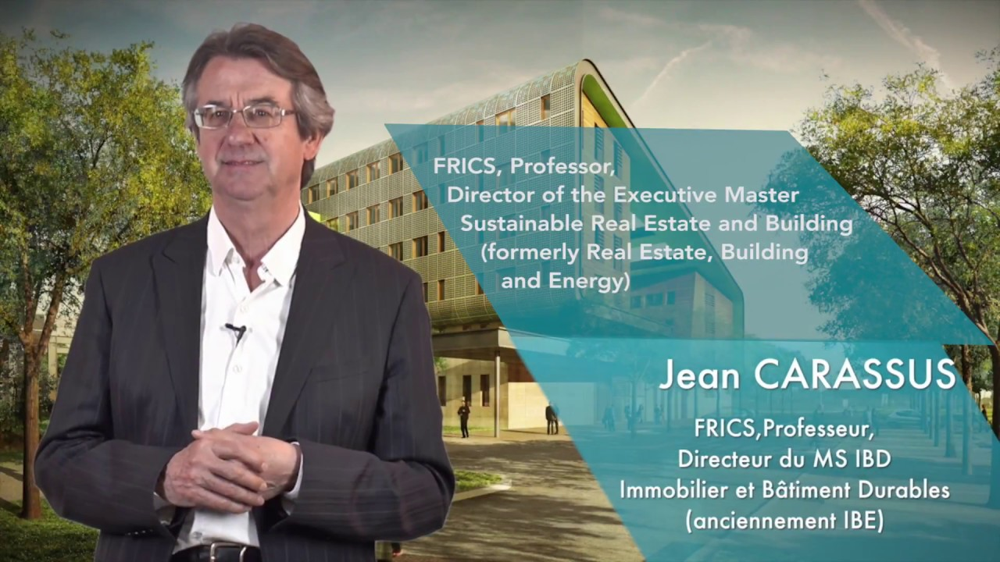 FRICS, Professor,
Director of the Executive Master
Sustainable Real Estate and Building
(formerly Real Estate, Building
and Energy)
Jean CARASSUS
FRICS,Professeur,
Directeur du MS IBD
Immobilier et Bâtiment Durables
(anciennement IBE)